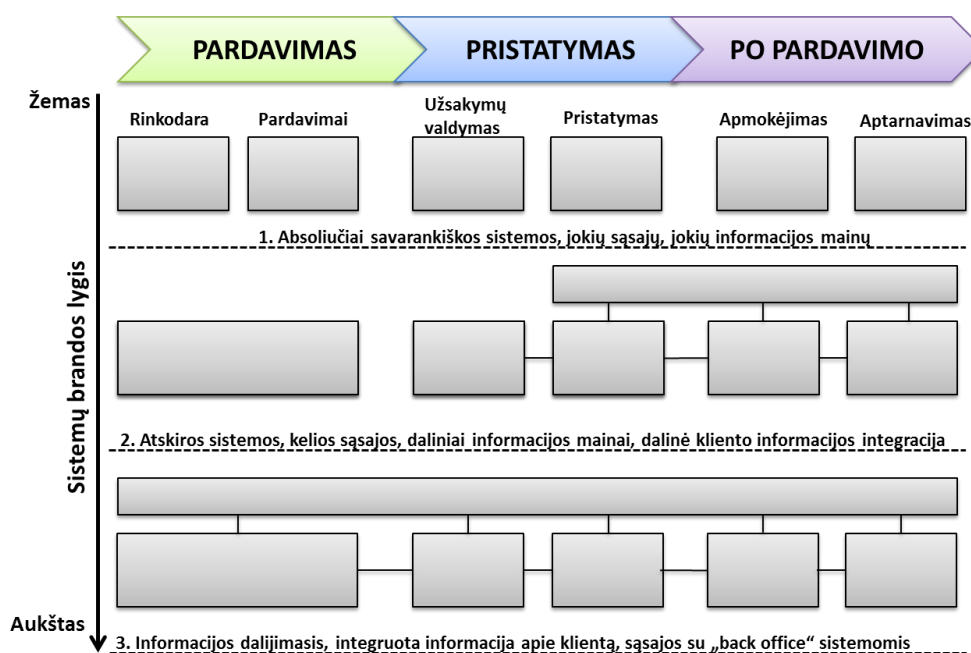 PARDAVIMAS
PRISTATYMAS
PO PARDAVIMO
Žemas
Rinkodara
Pardavimai
Užsakymų
valdymas
Pristatymas
Apmokėjimas
Aptarnavimas
1. Absoliučiai savarankiškos sistemos, jokių sąsajų, jokių informacijos mainų
Sistemų brandos lygis
2. Atskiros sistemos, kelios sąsajos, daliniai informacijos mainai, dalinė kliento informacijos integracija
Aukštas
3. Informacijos dalijimasis, integruota informacija apie klientą, sąsajos su „back office“ sistemomis